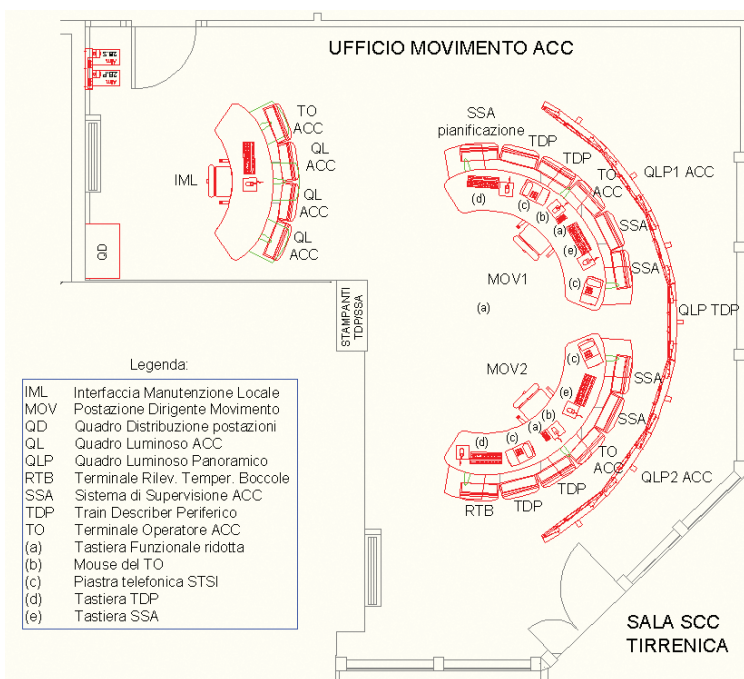 UFFICIO MOVIMENTO ACC
Alim.
TO
ACC
QL
ACC
QL
ACC
QL
ACC
IML
QD
STAMPANTI
TDP/SSA
SSA
pianificazione
TDP
TDP
TO
ACC
SSA
SSA
QLP1 ACC
(d)
(c)
(b)
(a)
(e)
(c)
MOV1
(a)
QLP TDP
MOV2
(c)
(e)
(b)
(a)
(c)
(d)
SSA
SSA
TO
ACC
TDP
TDP
RTB
QLP2 ACC
Legenda:
IML Interfaccia Manutenzione Locale
MOV Postazione Dirigente Movimento
QD Quadro Distribuzione postazioni
QL Quadro Luminoso ACC
QLP Quadro Luminoso Panoramico
RTB Terminale Rilev. Temper. Boccole
SSA Sistema di Supervisione ACC
TDP Train Describer Periferico
TO Terminale Operatore ACC
(a) Tastiera Funzionale ridotta
(b) Mouse del TO
(c) Piastra telefonica STSI
(d) Tastiera TDP
(e) Tastiera SSA
SALA SCC
TIRRENICA